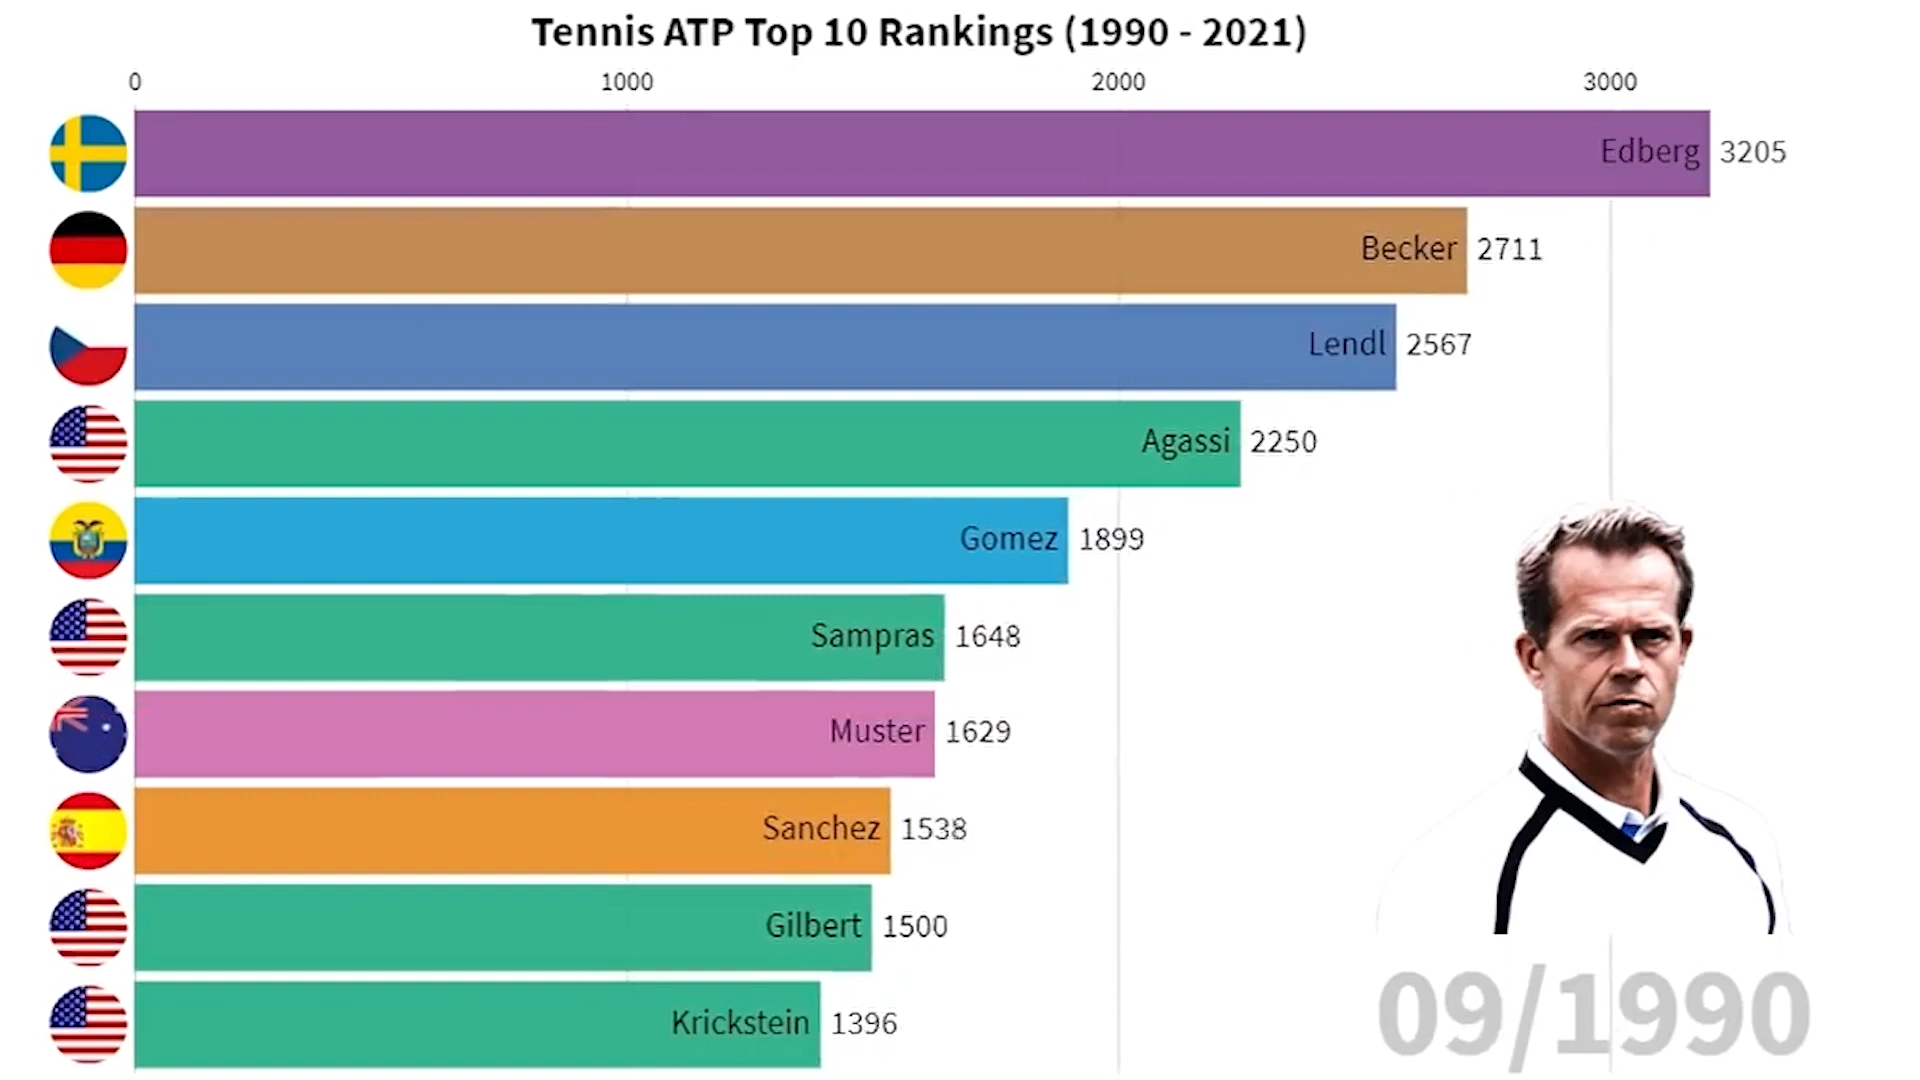 Tennis ATP Top 10 Rankings (1990 - 2021)
0 1000 2000 3000
Edberg 3205
Becker 2711
Lendl 2567
Agassi 2250
Gomez 1899
Sampras 1648
Muster 1629
Sanchez 1538
Gilbert 1500
Krickstein 1396
09/1990